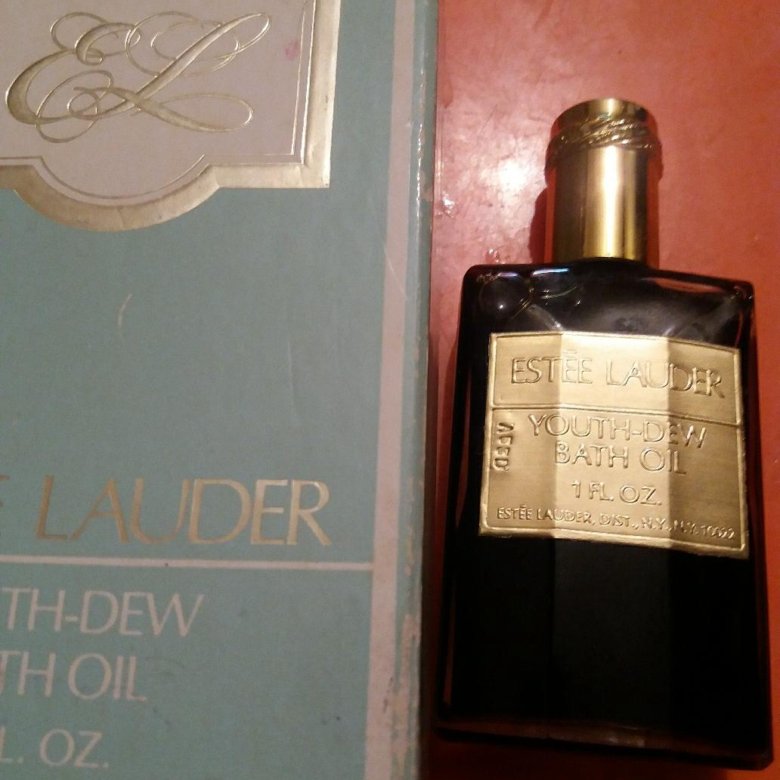 EL
LAUDER
TH-DEW
TH OIL
L. OZ.
ESTĒE LAUDER
YOUTH-DEW
BATH OIL
1 FL. OZ.
ESTĒE LAUDER, DIST., N.Y., N.Y. 10022